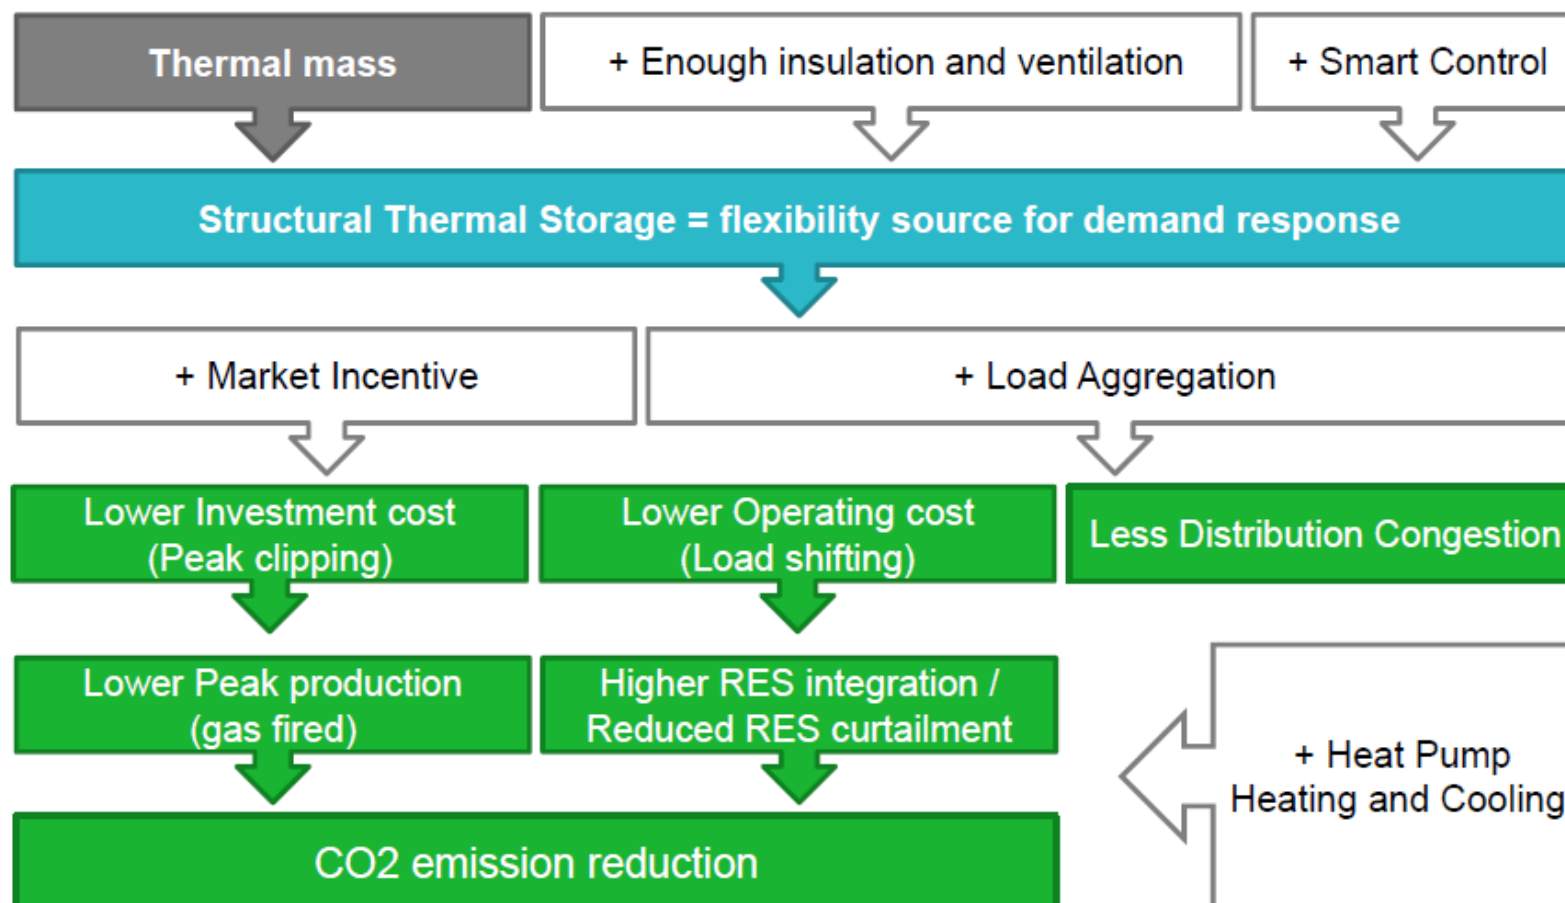 Thermal mass
+ Enough insulation and ventilation
+ Smart Control
Structural Thermal Storage = flexibility source for demand response
+ Market Incentive
+ Load Aggregation
Lower Investment cost
(Peak clipping)
Lower Operating cost
(Load shifting)
Less Distribution Congestion
Lower Peak production
(gas fired)
Higher RES integration /
Reduced RES curtailment
+ Heat Pump
Heating and Cooling
CO2 emission reduction